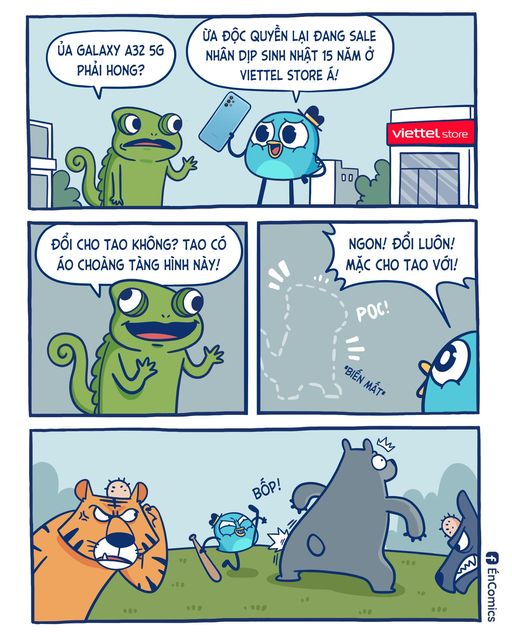 ỦA GALAXY A32 5G
PHẢI HONG?
ỪA ĐỘC QUYỀN LẠI ĐANG SALE
NHÂN DỊP SINH NHẬT 15 NĂM Ở
VIETTEL STORE Á!
viettel store
ĐỔI CHO TAO KHÔNG? TAO CÓ
ÁO CHOÀNG TÀNG HÌNH NÀY!
NGON! ĐỔI LUÔN!
MẶC CHO TAO VỚI!
POC!
*BIẾN MẤT*
BỐP!
ÉnComics